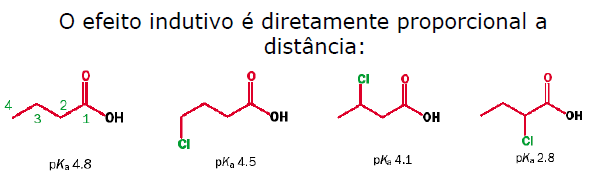 O efeito indutivo é diretamente proporcional a
distância:
O
4
3
2
1
OH
pKa 4.8
O
OH
Cl
pKa 4.5
Cl
O
OH
pKa 4.1
O
OH
Cl
pKa 2.8